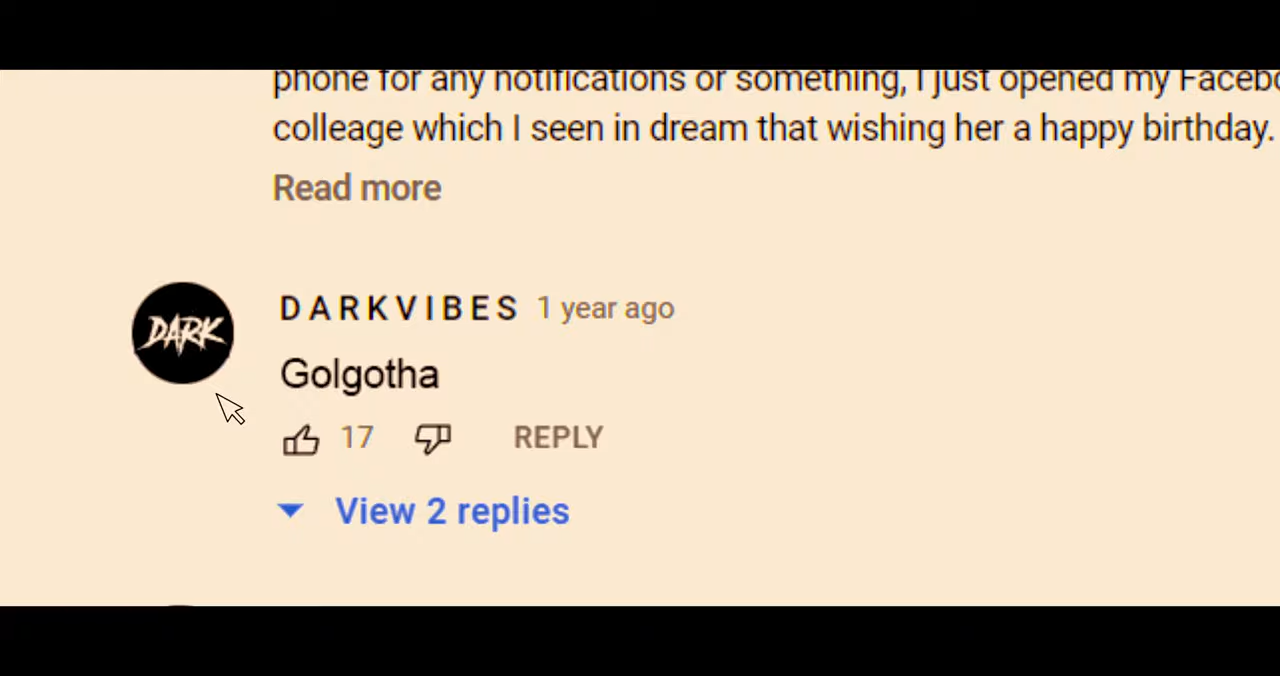 phone for any notifications or something, I just opened my
colleage which I seen in dream that wishing her a happy birthday.
Read more
DARK
DARKVIBES 1 year ago
Golgotha
17 REPLY
View 2 replies